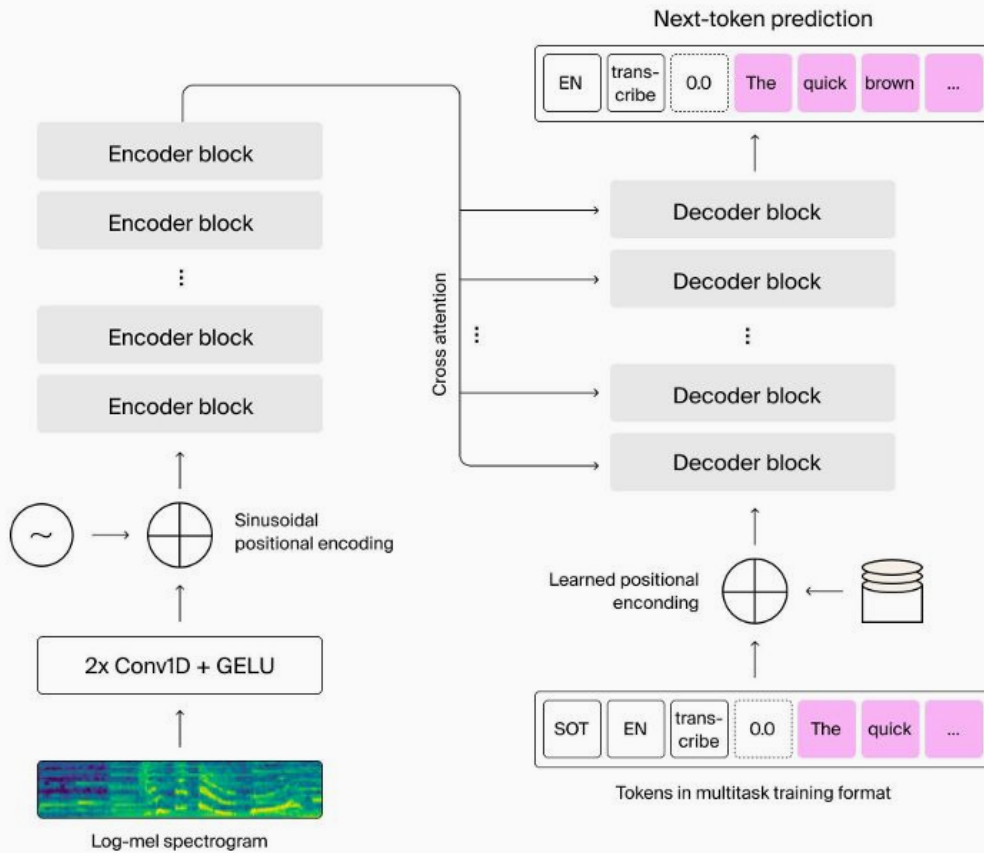 Next-token prediction
EN
trans-
cribe
0.0
The
quick
brown
...
Encoder block
Encoder block
Encoder block
Encoder block
Sinusoidal
positional encoding
~
2x Conv1D + GELU
Log-mel spectrogram
Cross attention
Decoder block
Decoder block
Decoder block
Decoder block
Learned positional
enconding
SOT
EN
trans-
cribe
0.0
The
quick
...
Tokens in multitask training format